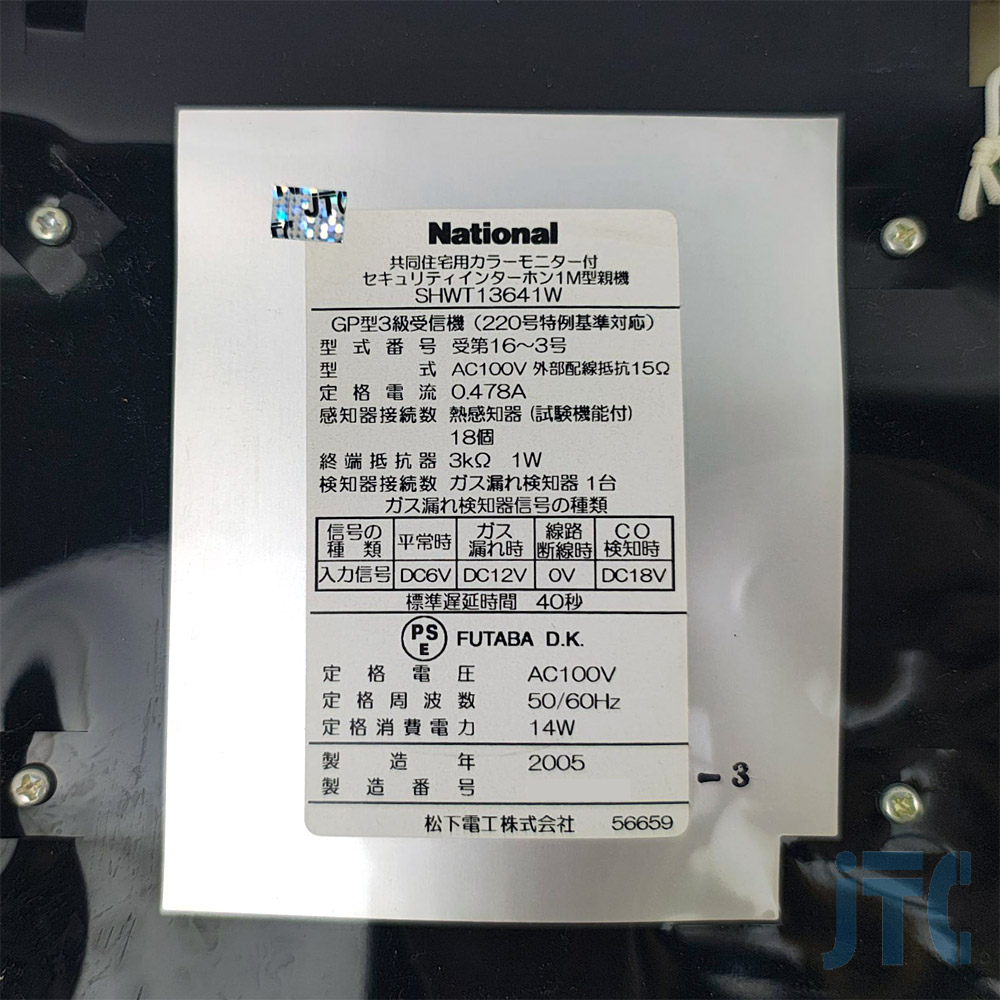 JTC
National
共同住宅用カラーモニター付
セキュリティインターホン1M型親機
SHWT13641W
GP型3級受信機（220号特例基準対応）
型式番号 受第16～3号
型式 AC100V 外部配線抵抗15Ω
定格電流 0.478A
感知器接続数 熱感知器（試験機能付）
18個
終端抵抗器 3kΩ 1W
検知器接続数 ガス漏れ検知器 1台
ガス漏れ検知器信号の種類
信号の種類 平常時 ガス漏れ時 線路断線時 CO検知時
入力信号 DC6V DC12V 0V DC18V
標準遅延時間 40秒
PSE FUTABA D.K.
定格電圧 AC100V
定格周波数 50/60Hz
定格消費電力 14W
製造年 2005
製造番号
- 3
松下電工株式会社 56659
JTC